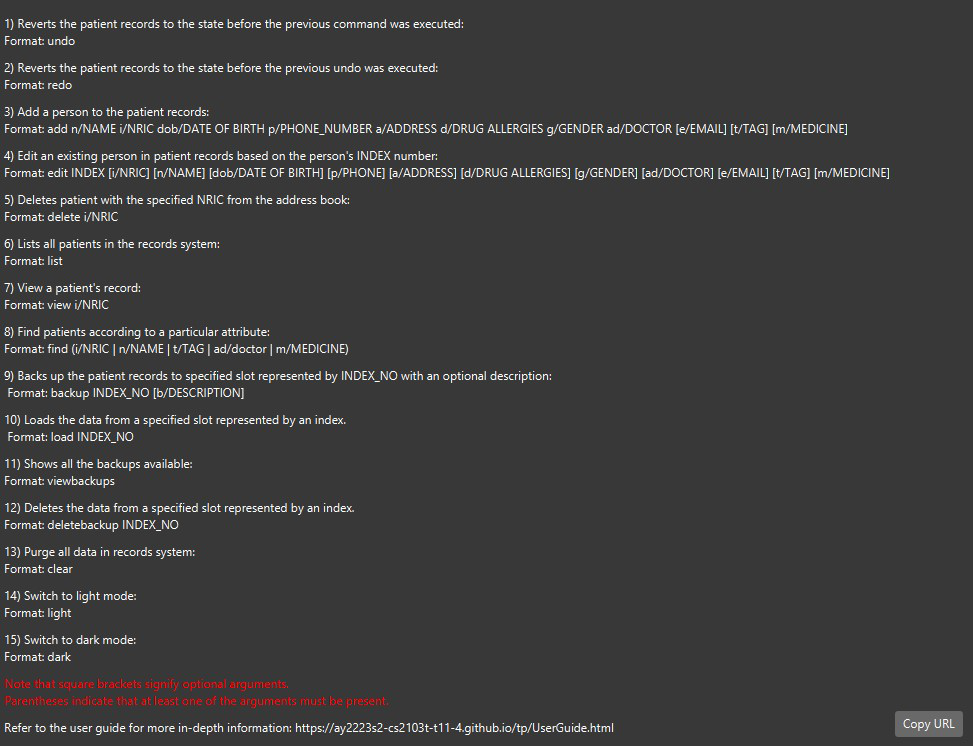 1) Reverts the patient records to the state before the previous command was executed:
Format: undo
2) Reverts the patient records to the state before the previous undo was executed:
Format: redo
3) Add a person to the patient records:
Format: add n/NAME i/NRIC dob/DATE OF BIRTH p/PHONE_NUMBER a/ADDRESS d/DRUG ALLERGIES g/GENDER ad/DOCTOR [e/EMAIL] [t/TAG] [m/MEDICINE]
4) Edit an existing person in patient records based on the person's INDEX number:
Format: edit INDEX [i/NRIC] [n/NAME] [dob/DATE OF BIRTH] [p/PHONE] [a/ADDRESS] [d/DRUG ALLERGIES] [g/GENDER] [ad/DOCTOR] [e/EMAIL] [t/TAG] [m/MEDICINE]
5) Deletes patient with the specified NRIC from the address book:
Format: delete i/NRIC
6) Lists all patients in the records system:
Format: list
7) View a patient's record:
Format: view i/NRIC
8) Find patients according to a particular attribute:
Format: find (i/NRIC | n/NAME | t/TAG | ad/doctor | m/MEDICINE)
9) Backs up the patient records to specified slot represented by INDEX_NO with an optional description:
Format: backup INDEX_NO [b/DESCRIPTION]
10) Loads the data from a specified slot represented by an index.
Format: load INDEX_NO
11) Shows all the backups available:
Format: viewbackups
12) Deletes the data from a specified slot represented by an index.
Format: deletebackup INDEX_NO
13) Purge all data in records system:
Format: clear
14) Switch to light mode:
Format: light
15) Switch to dark mode:
Format: dark
Note that square brackets signify optional arguments.
Parentheses indicate that at least one of the arguments must be present.
Refer to the user guide for more in-depth information: https://ay2223s2-cs2103t-t11-4.github.io/tp/UserGuide.html
Copy URL